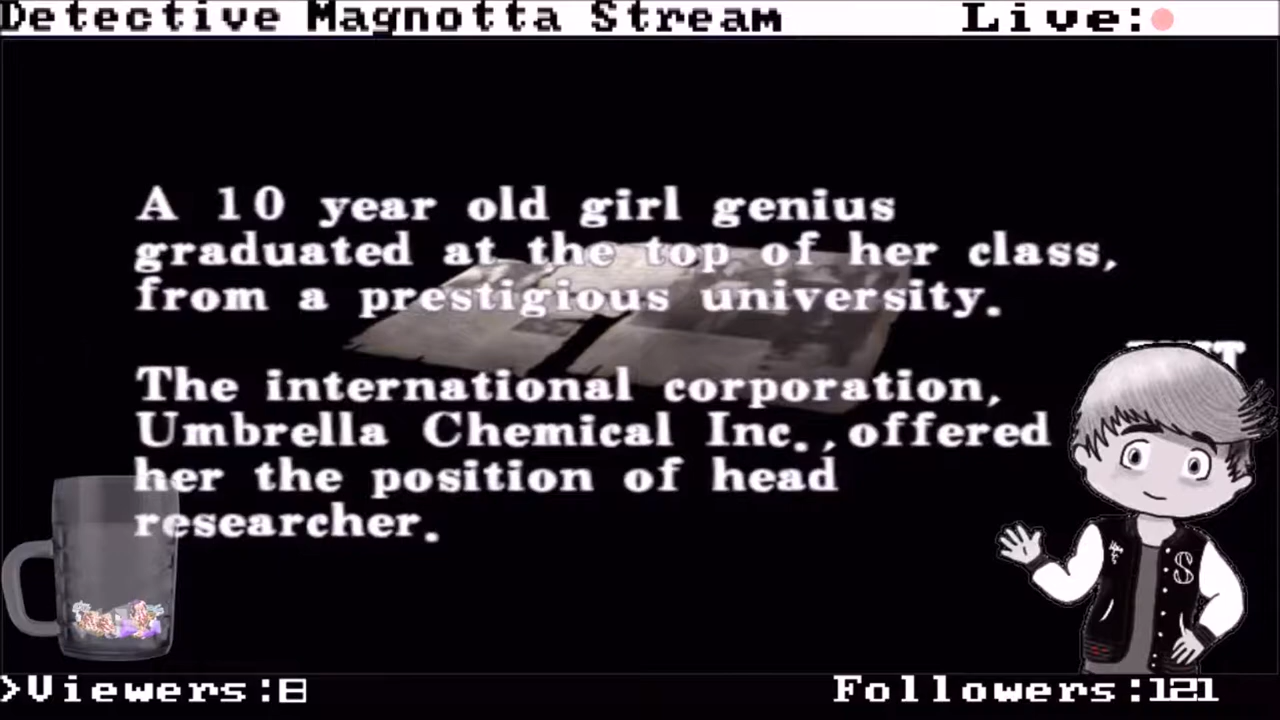 Detective Magnotta Stream Live:
A 10 year old girl genius
graduated at the top of her class,
from a prestigious university.
The international corporation,
Umbrella Chemical Inc., offered
her the position of head
researcher.
S
>Viewers:8
Followers:121